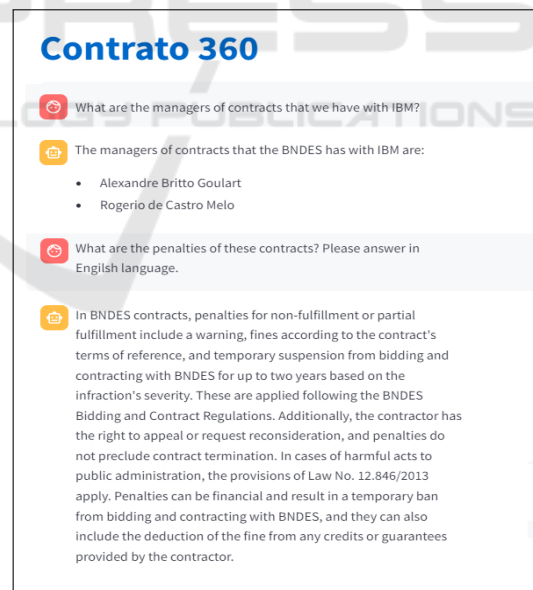 Contrato 360
What are the managers of contracts that we have with IBM?
The managers of contracts that the BNDES has with IBM are:
• Alexandre Britto Goulart
• Rogerio de Castro Melo
What are the penalties of these contracts? Please answer in
Engilsh language.
In BNDES contracts, penalties for non-fulfillment or partial
fulfillment include a warning, fines according to the contract's
terms of reference, and temporary suspension from bidding and
contracting with BNDES for up to two years based on the
infraction's severity. These are applied following the BNDES
Bidding and Contract Regulations. Additionally, the contractor has
the right to appeal or request reconsideration, and penalties do
not preclude contract termination. In cases of harmful acts to
public administration, the provisions of Law No. 12.846/2013
apply. Penalties can be financial and result in a temporary ban
from bidding and contracting with BNDES, and they can also
include the deduction of the fine from any credits or guarantees
provided by the contractor.